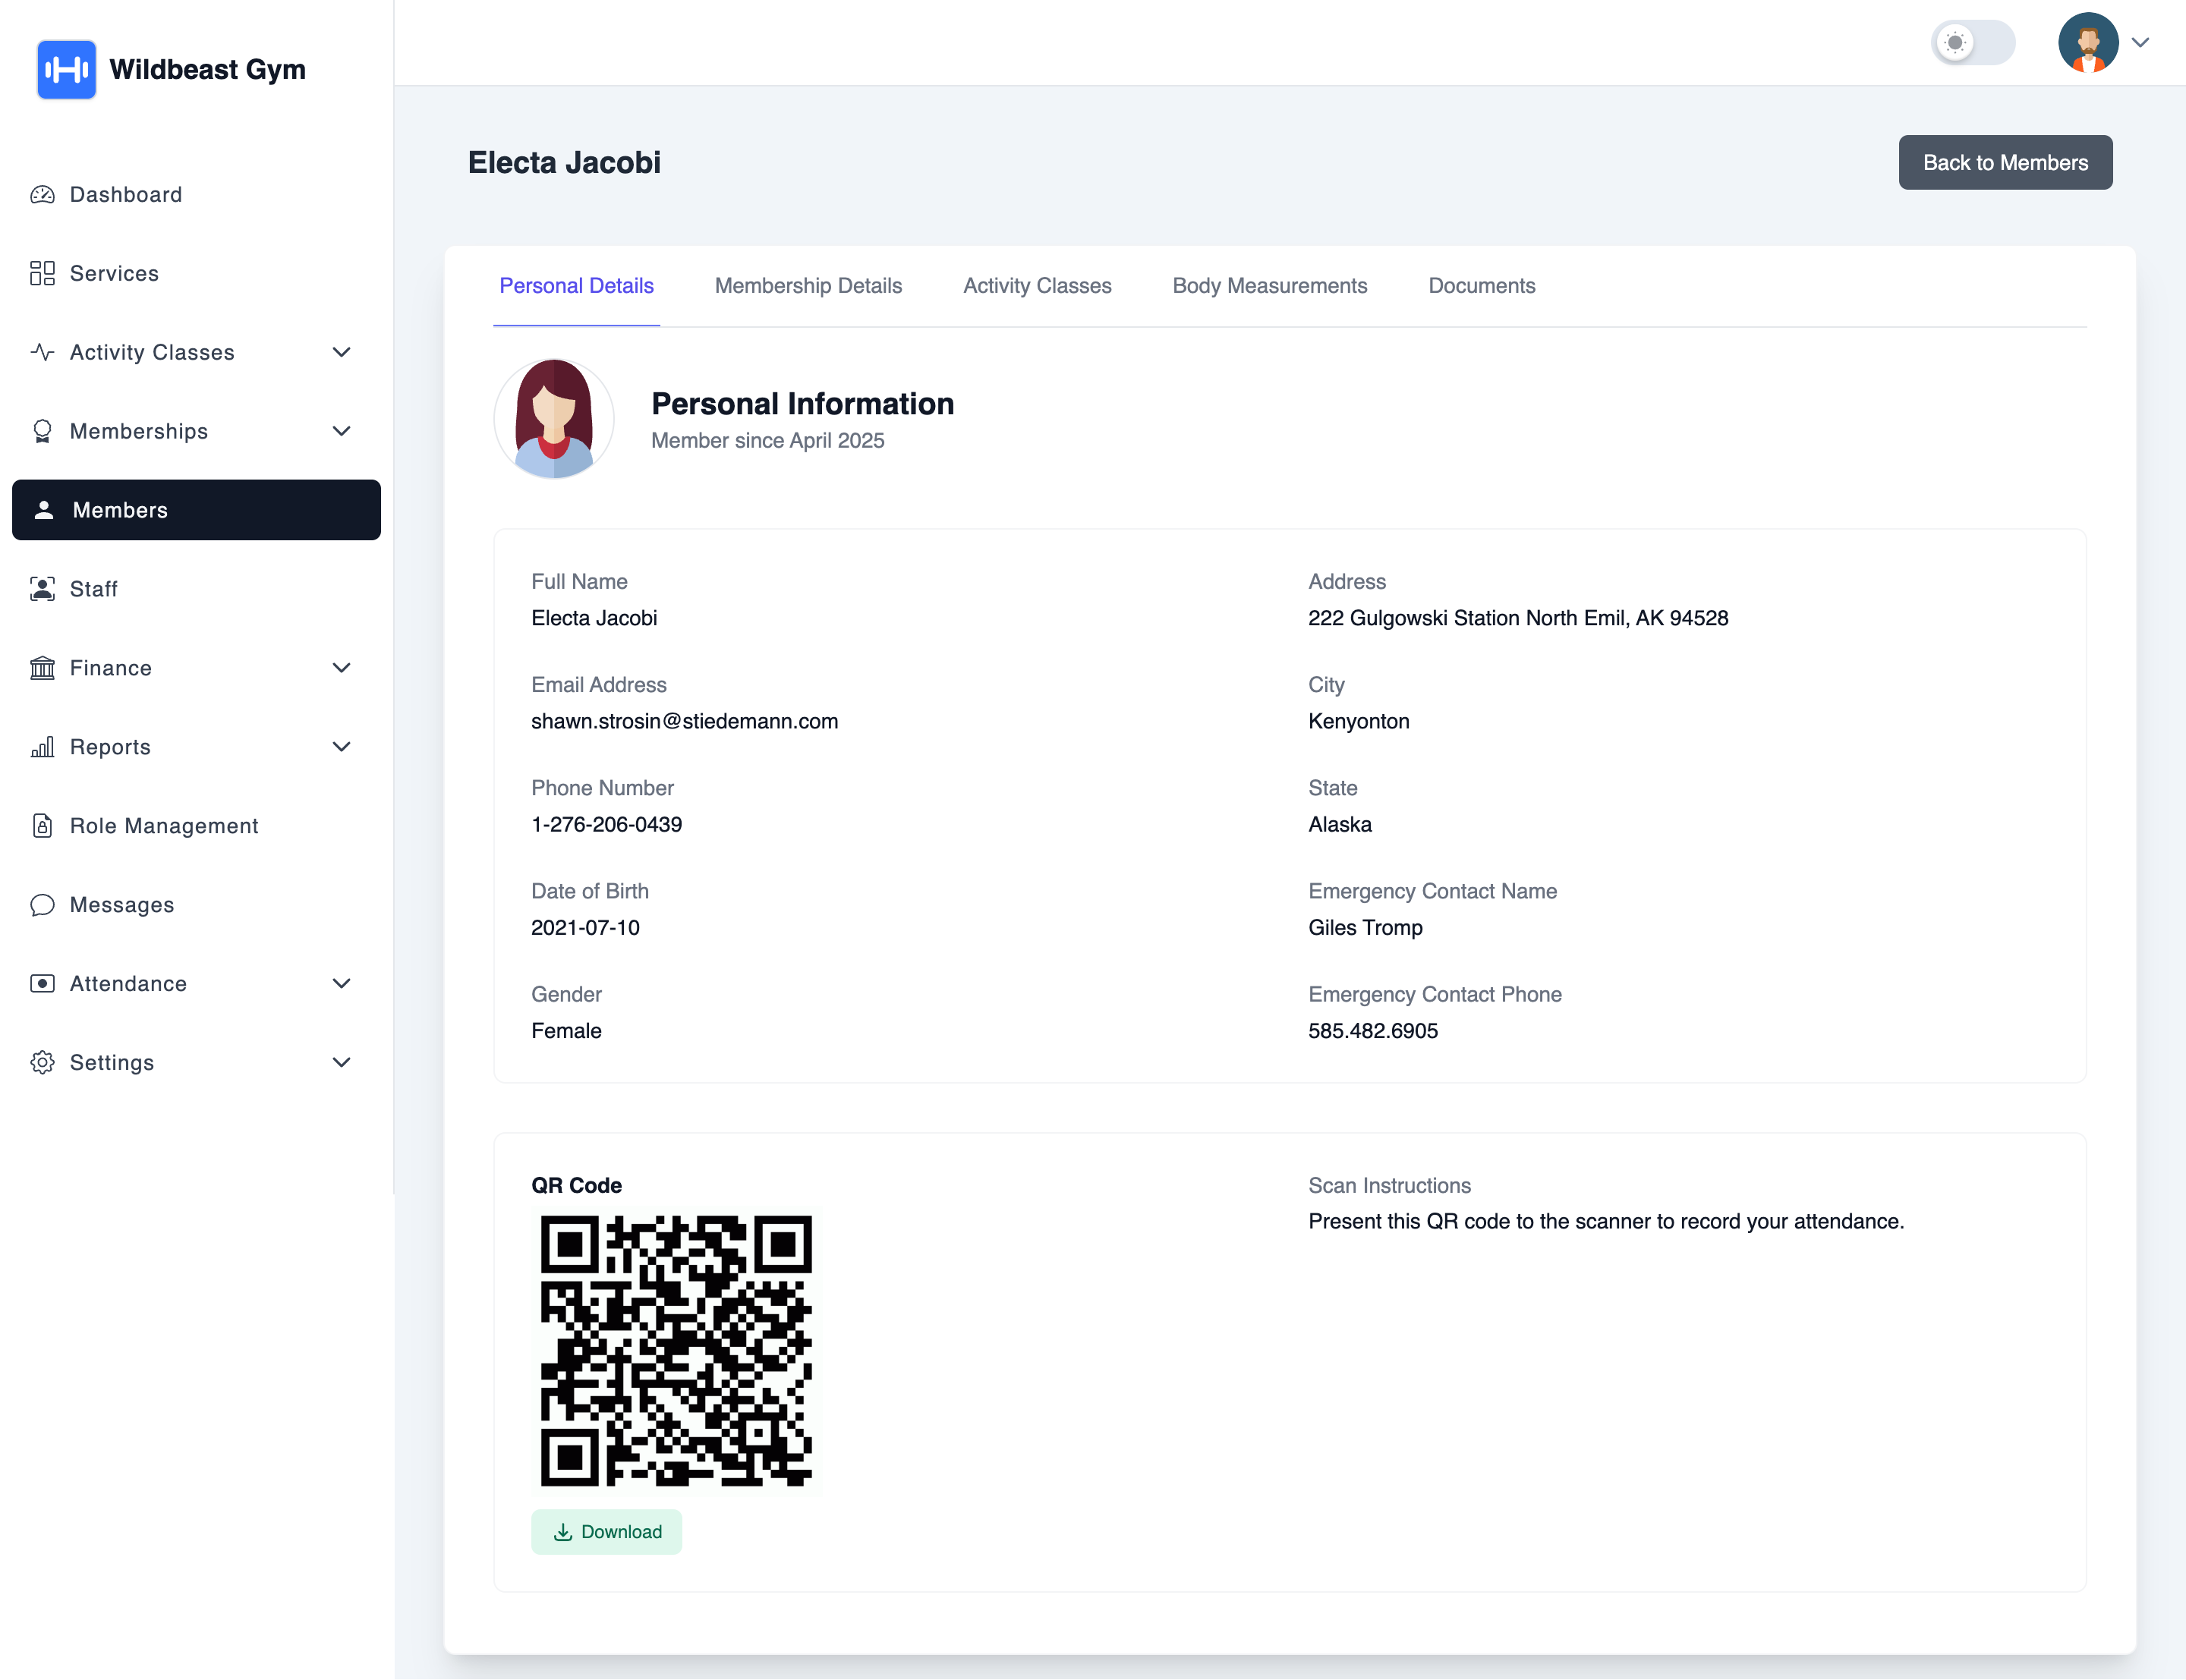 Wildbeast Gym
Dashboard
Services
Activity Classes
Memberships
Members
Staff
Finance
Reports
Role Management
Messages
Attendance
Settings
Electa Jacobi
Back to Members
Personal Details
Membership Details
Activity Classes
Body Measurements
Documents
Personal Information
Member since April 2025
Full Name
Electa Jacobi
Email Address
shawn.strosin@stiedemann.com
Phone Number
1-276-206-0439
Date of Birth
2021-07-10
Gender
Female
Address
222 Gulgowski Station North Emil, AK 94528
City
Kenyonton
State
Alaska
Emergency Contact Name
Giles Tromp
Emergency Contact Phone
585.482.6905
QR Code
Download
Scan Instructions
Present this QR code to the scanner to record your attendance.